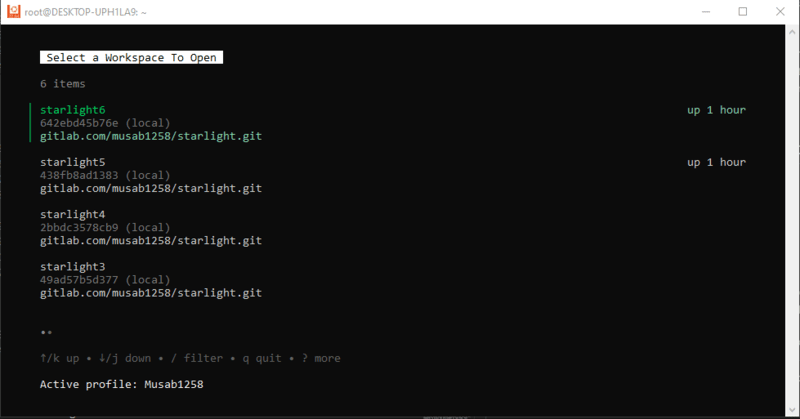 root@DESKTOP-UPH1LA9: ~
Select a Workspace To Open
6 items
starlight6 up 1 hour
642ebd45b76e (local)
gitlab.com/musab1258/starlight.git
starlight5 up 1 hour
438fb8ad1383 (local)
gitlab.com/musab1258/starlight.git
starlight4
2bbdc3578cb9 (local)
gitlab.com/musab1258/starlight.git
starlight3
49ad57b5d377 (local)
gitlab.com/musab1258/starlight.git
••
↑/k up • ↓/j down • / filter • q quit • ? more
Active profile: Musab1258